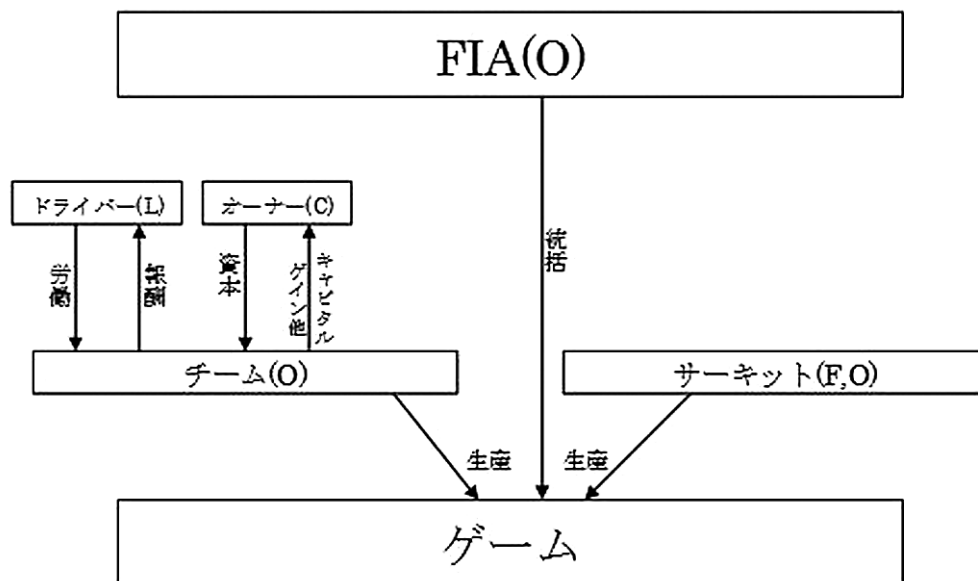 FIA(O)
ドライバー(L)
オーナー(C)
労働
報酬
資本
キャピタル
ゲイン他
統括
チーム(O)
サーキット(F,O)
生産
生産
ゲーム